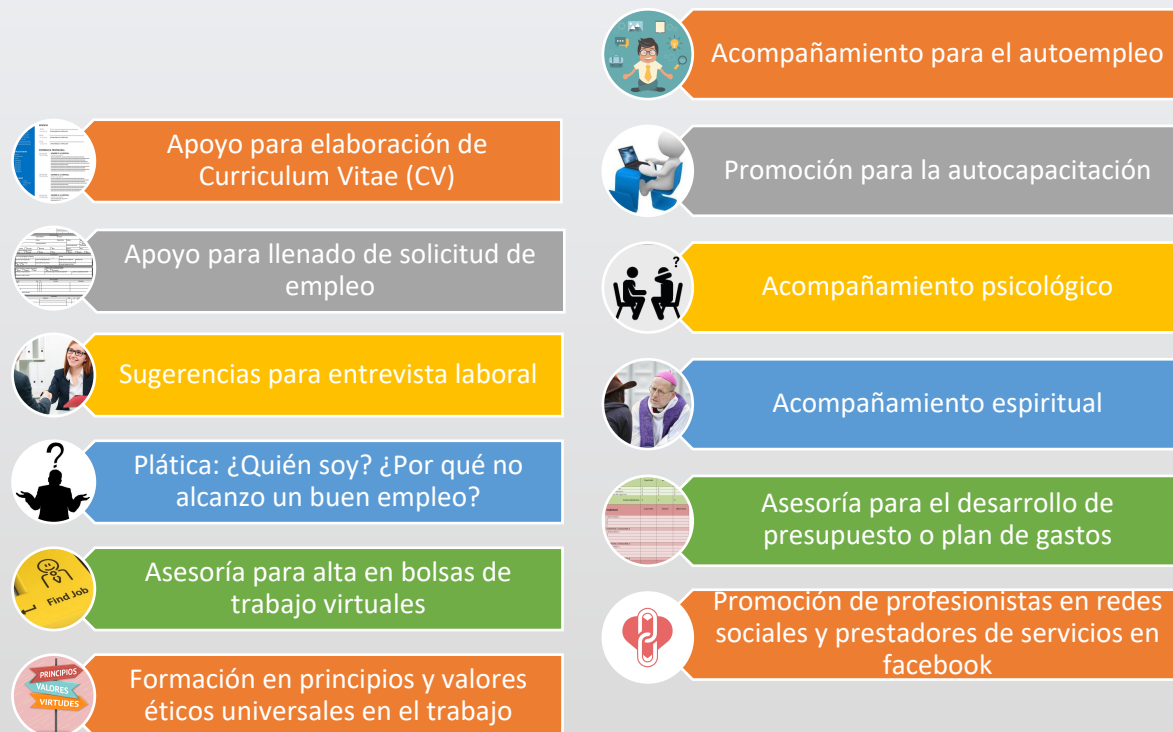 Apoyo para elaboración de
Curriculum Vitae (CV)
Apoyo para llenado de solicitud de
empleo
Sugerencias para entrevista laboral
?
Plática: ¿Quién soy? ¿Por qué no
alcanzo un buen empleo?
Find Job
Asesoría para alta en bolsas de
trabajo virtuales
PRINCIPIOS
VALORES
VIRTUDES
Formación en principios y valores
éticos universales en el trabajo
Acompañamiento para el autoempleo
Promoción para la autocapacitación
?
Acompañamiento psicológico
Acompañamiento espiritual
Asesoría para el desarrollo de
presupuesto o plan de gastos
Promoción de profesionistas en redes
sociales y prestadores de servicios en
facebook